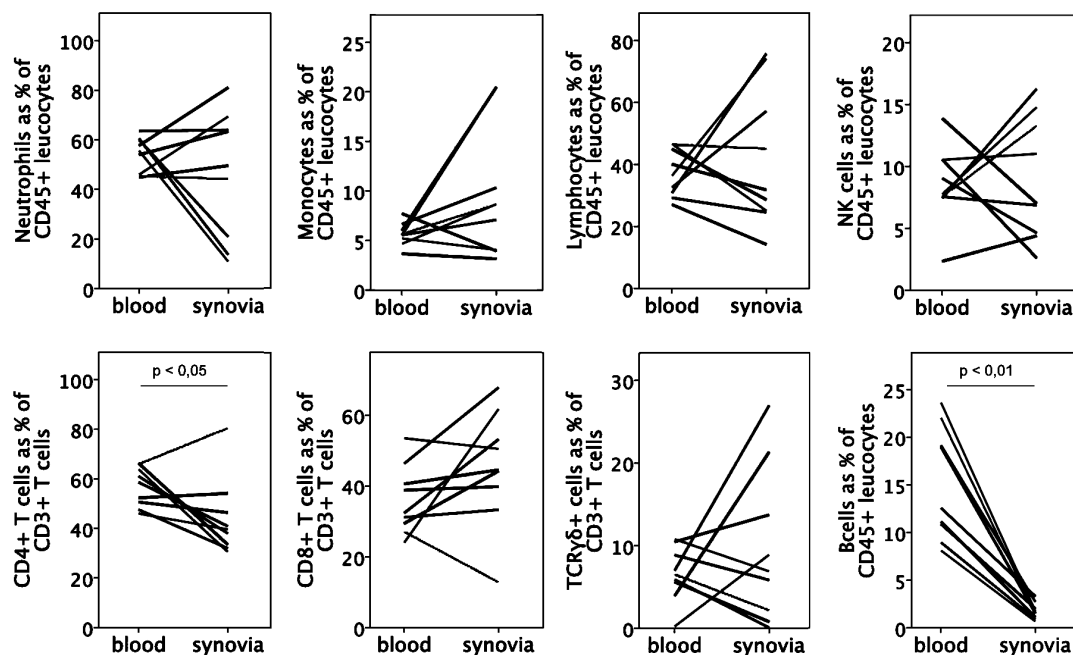 Neutrophils as % of
CD45+ leucocytes
100
80
60
40
20
0
blood synovia
Monocytes as % of
CD45+ leucocytes
25
20
15
10
5
0
blood synovia
Lymphocytes as % of
CD45+ leucocytes
80
60
40
20
0
blood synovia
NK cells as % of
CD45+ leucocytes
20
15
10
5
0
blood synovia
CD4+ T cells as % of
CD3+ T cells
100
80
60
40
20
0
p < 0,05
blood synovia
CD8+ T cells as % of
CD3+ T cells
60
40
20
0
blood synovia
TCRγδ+ cells as % of
CD3+ T cells
30
20
10
0
blood synovia
Bcells as % of
CD45+ leucocytes
25
20
15
10
5
0
p < 0,01
blood synovia